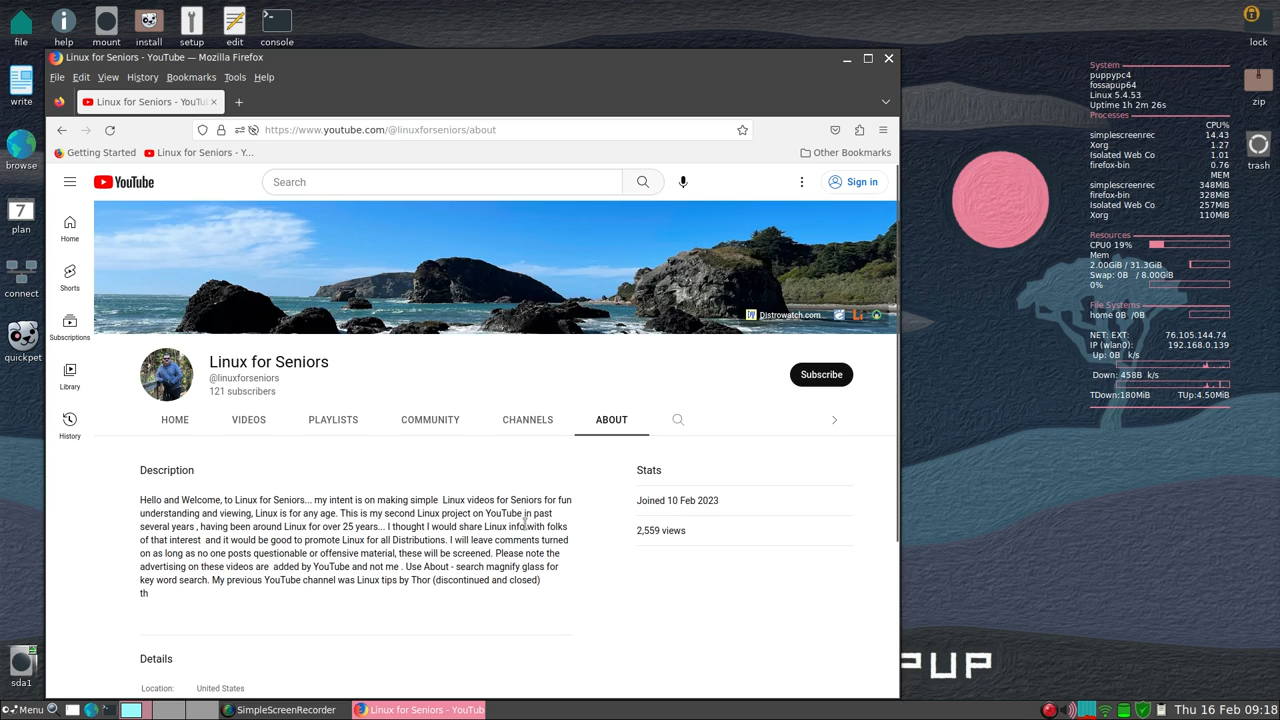 file
help
mount
install
setup
edit
console
lock
write
browse
plan
7
connect
quickpet
sda1
zip
trash
Linux for Seniors - YouTube — Mozilla Firefox
File Edit View History Bookmarks Tools Help
Linux for Seniors - YouTu
https://www.youtube.com/@linuxforseniors/about
Getting Started
Linux for Seniors - Y...
Other Bookmarks
YouTube
Search
Sign in
Home
Shorts
Subscriptions
Library
History
Distrowatch.com
Linux for Seniors
@linuxforseniors
121 subscribers
Subscribe
HOME VIDEOS PLAYLISTS COMMUNITY CHANNELS ABOUT
Description
Hello and Welcome, to Linux for Seniors... my intent is on making simple  Linux videos for Seniors for fun
understanding and viewing, Linux is for any age. This is my second Linux project on YouTube in past
several years , having been around Linux for over 25 years... I thought I would share Linux info with folks
of that interest  and it would be good to promote Linux for all Distributions. I will leave comments turned
on as long as no one posts questionable or offensive material, these will be screened. Please note the
advertising on these videos are  added by YouTube and not me . Use About - search magnify glass for
key word search. My previous YouTube channel was Linux tips by Thor (discontinued and closed)
th
Stats
Joined 10 Feb 2023
2,559 views
Details
Location: United States
System
puppypc4
fossapup64
Linux 5.4.53
Uptime 1h 2m 26s
Processes
CPU%
simplescreenrec 14.43
Xorg 1.27
Isolated Web Co 1.01
firefox-bin 0.76
MEM
simplescreenrec 348MiB
firefox-bin 328MiB
Isolated Web Co 257MiB
Xorg 110MiB
Resources
CPU0 19%
Mem
2.00GiB / 31.3GiB
Swap: 0B / 8.00GiB
0%
File Systems
home 0B /0B
NET: EXT: 76.105.144.74
IP (wlan0): 192.168.0.139
Up: 0B k/s
Down: 458B k/s
TDown:180MiB TUp:4.50MiB
PUP
Menu
SimpleScreenRecorder
Linux for Seniors - YouTub
Thu 16 Feb 09:18